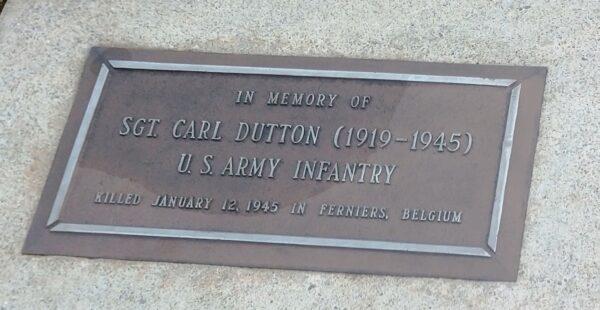 IN MEMORY OF
SGT. CARL DUTTON (1919-1945)
U.S. ARMY INFANTRY
KILLED JANUARY 12, 1945 IN FERNIERS, BELGIUM